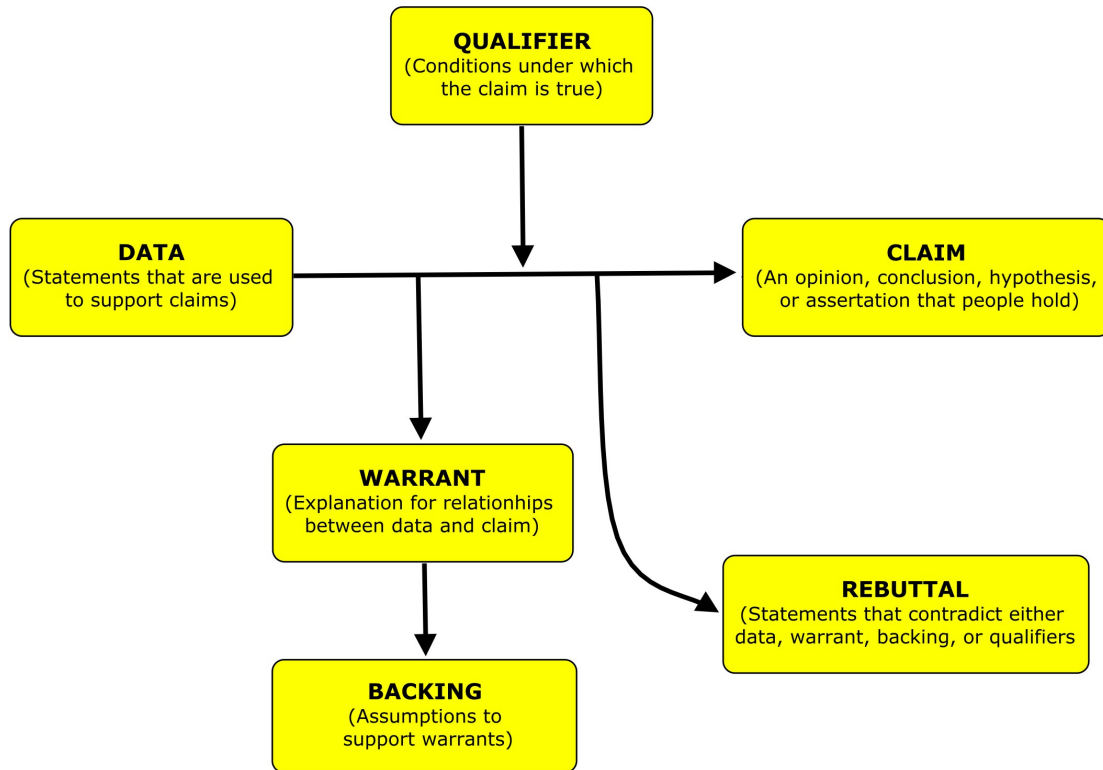 QUALIFIER
(Conditions under which
the claim is true)
DATA
(Statements that are used
to support claims)
CLAIM
(An opinion, conclusion, hypothesis,
or assertion that people hold)
WARRANT
(Explanation for relationhips
between data and claim)
REBUTTAL
(Statements that contradict either
data, warrant, backing, or qualifiers
BACKING
(Assumptions to
support warrants)